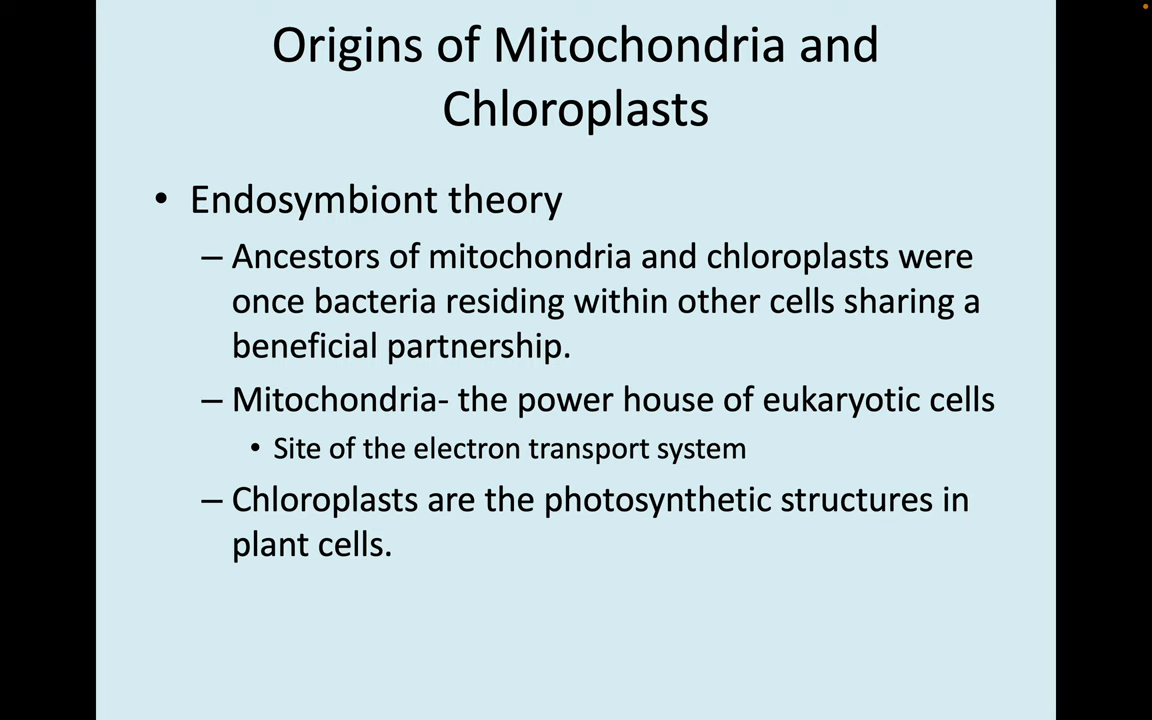 Origins of Mitochondria and
Chloroplasts
• Endosymbiont theory
– Ancestors of mitochondria and chloroplasts were
once bacteria residing within other cells sharing a
beneficial partnership.
– Mitochondria- the power house of eukaryotic cells
• Site of the electron transport system
– Chloroplasts are the photosynthetic structures in
plant cells.